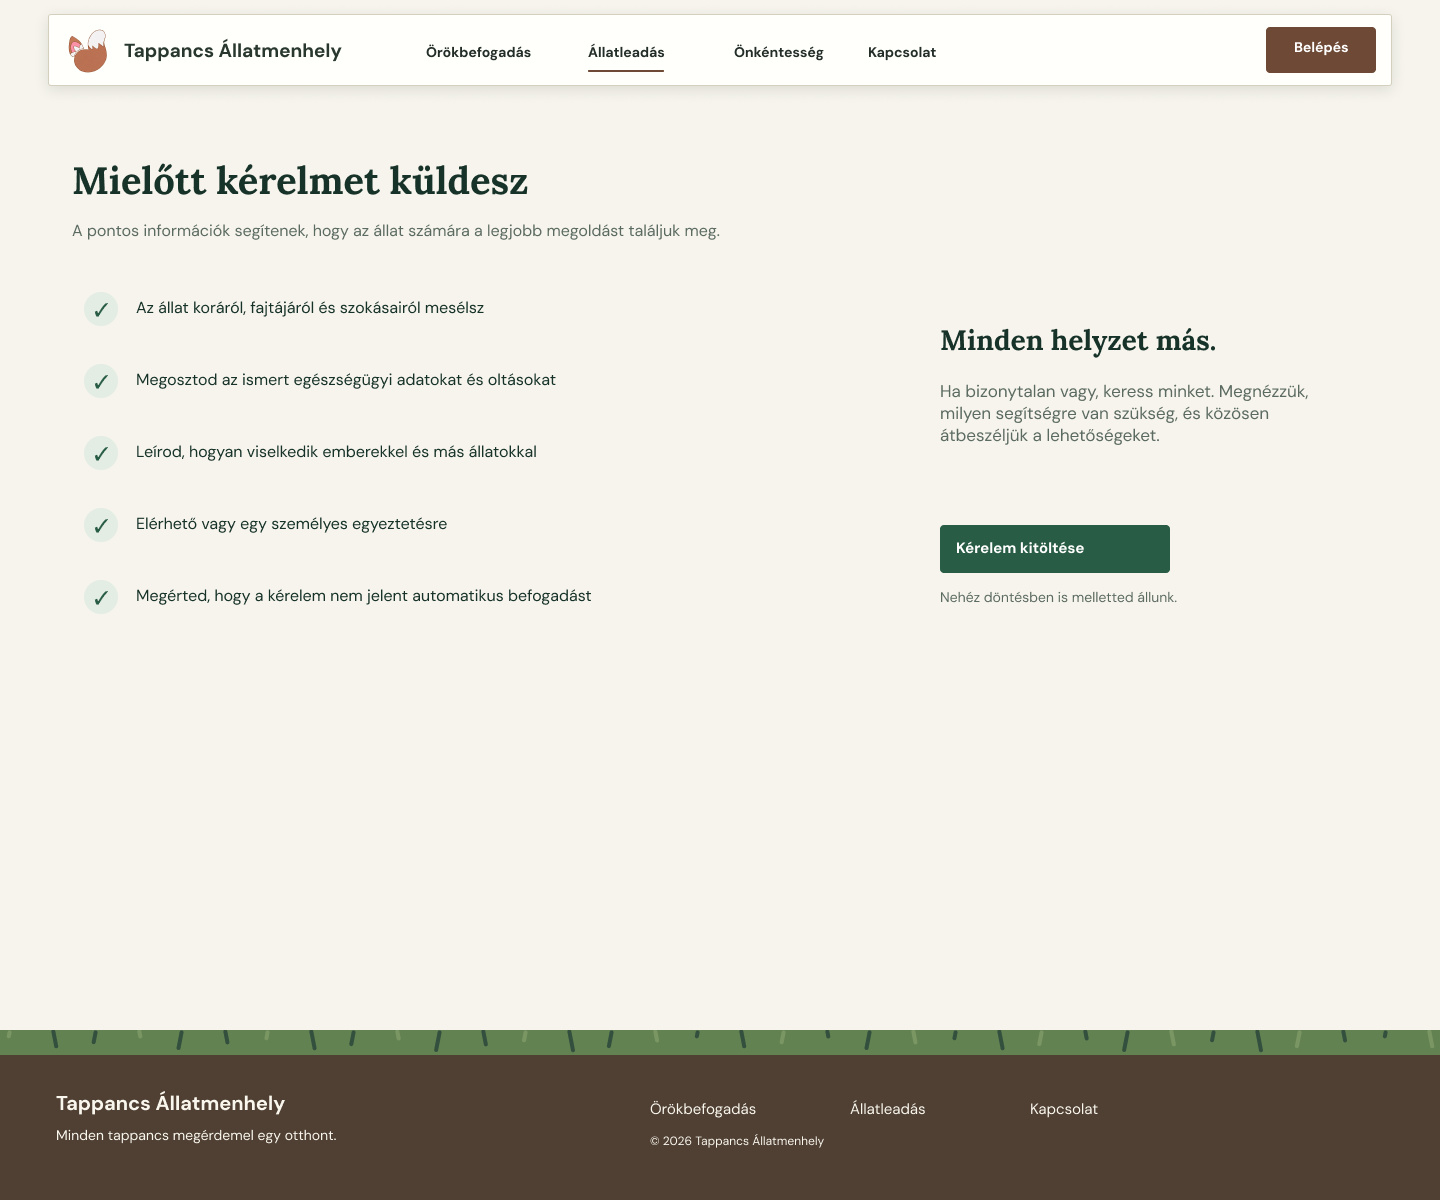 Tappancs Állatmenhely
Örökbefogadás
Állatleadás
Önkéntesség
Kapcsolat
Belépés
Mielőtt kérelmet küldesz
A pontos információk segítenek, hogy az állat számára a legjobb megoldást találjuk meg.
✓ Az állat koráról, fajtájáról és szokásairól mesélsz
✓ Megosztod az ismert egészségügyi adatokat és oltásokat
✓ Leírod, hogyan viselkedik emberekkel és más állatokkal
✓ Elérhető vagy egy személyes egyeztetésre
✓ Megérted, hogy a kérelem nem jelent automatikus befogadást
Minden helyzet más.
Ha bizonytalan vagy, keress minket. Megnézzük,
milyen segítségre van szükség, és közösen
átbeszéljük a lehetőségeket.
Kérelem kitöltése
Nehéz döntésben is melletted állunk.
Tappancs Állatmenhely
Minden tappancs megérdemel egy otthont.
Örökbefogadás
Állatleadás
Kapcsolat
© 2026 Tappancs Állatmenhely